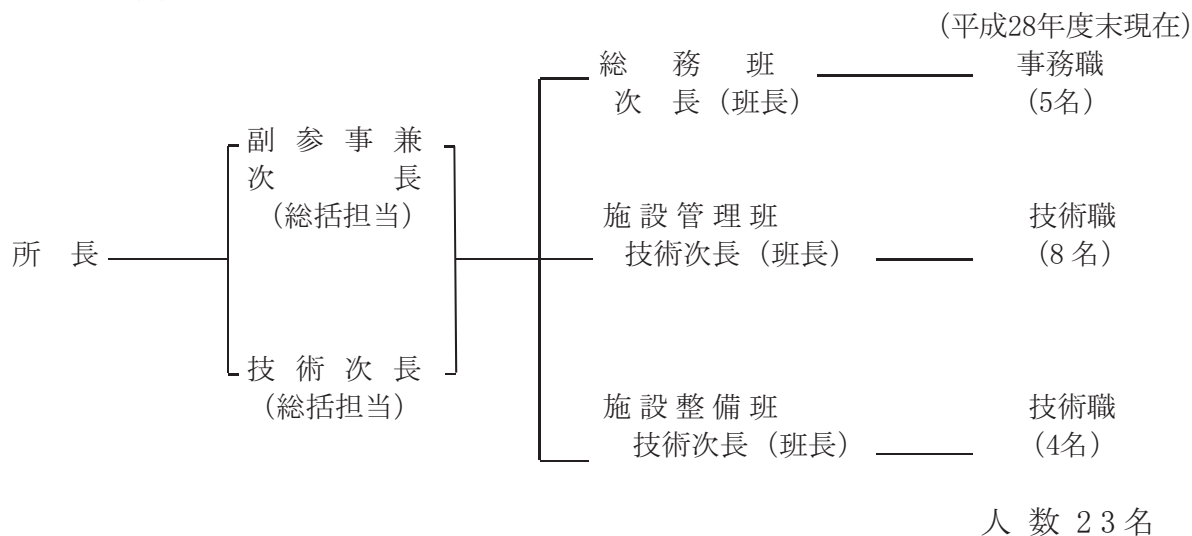 (平成28年度末現在)
総務班 事務職
次長(班長) (5名)
副参事兼
次長
(総括担当)
施設管理班 技術職
所長 技術次長(班長) (8名)
技術次長
(総括担当)
施設整備班 技術職
技術次長(班長) (4名)
人数23名